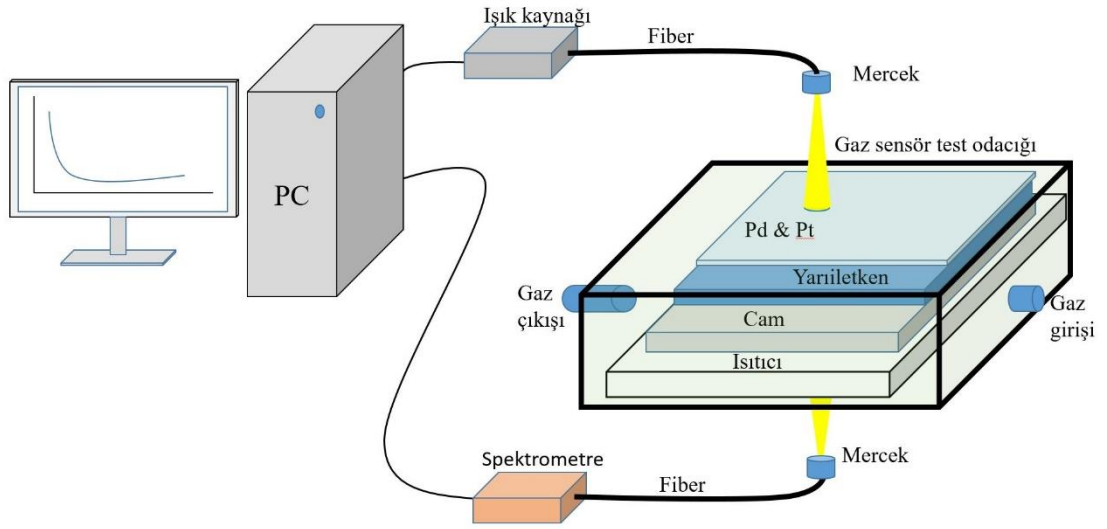 Işık kaynağı
Fiber
Mercek
Gaz sensör test odacığı
PC
Pd & Pt
Yarıiletken
Gaz
çıkışı
Cam
Gaz
girişi
Isıtıcı
Spektrometre
Mercek
Fiber